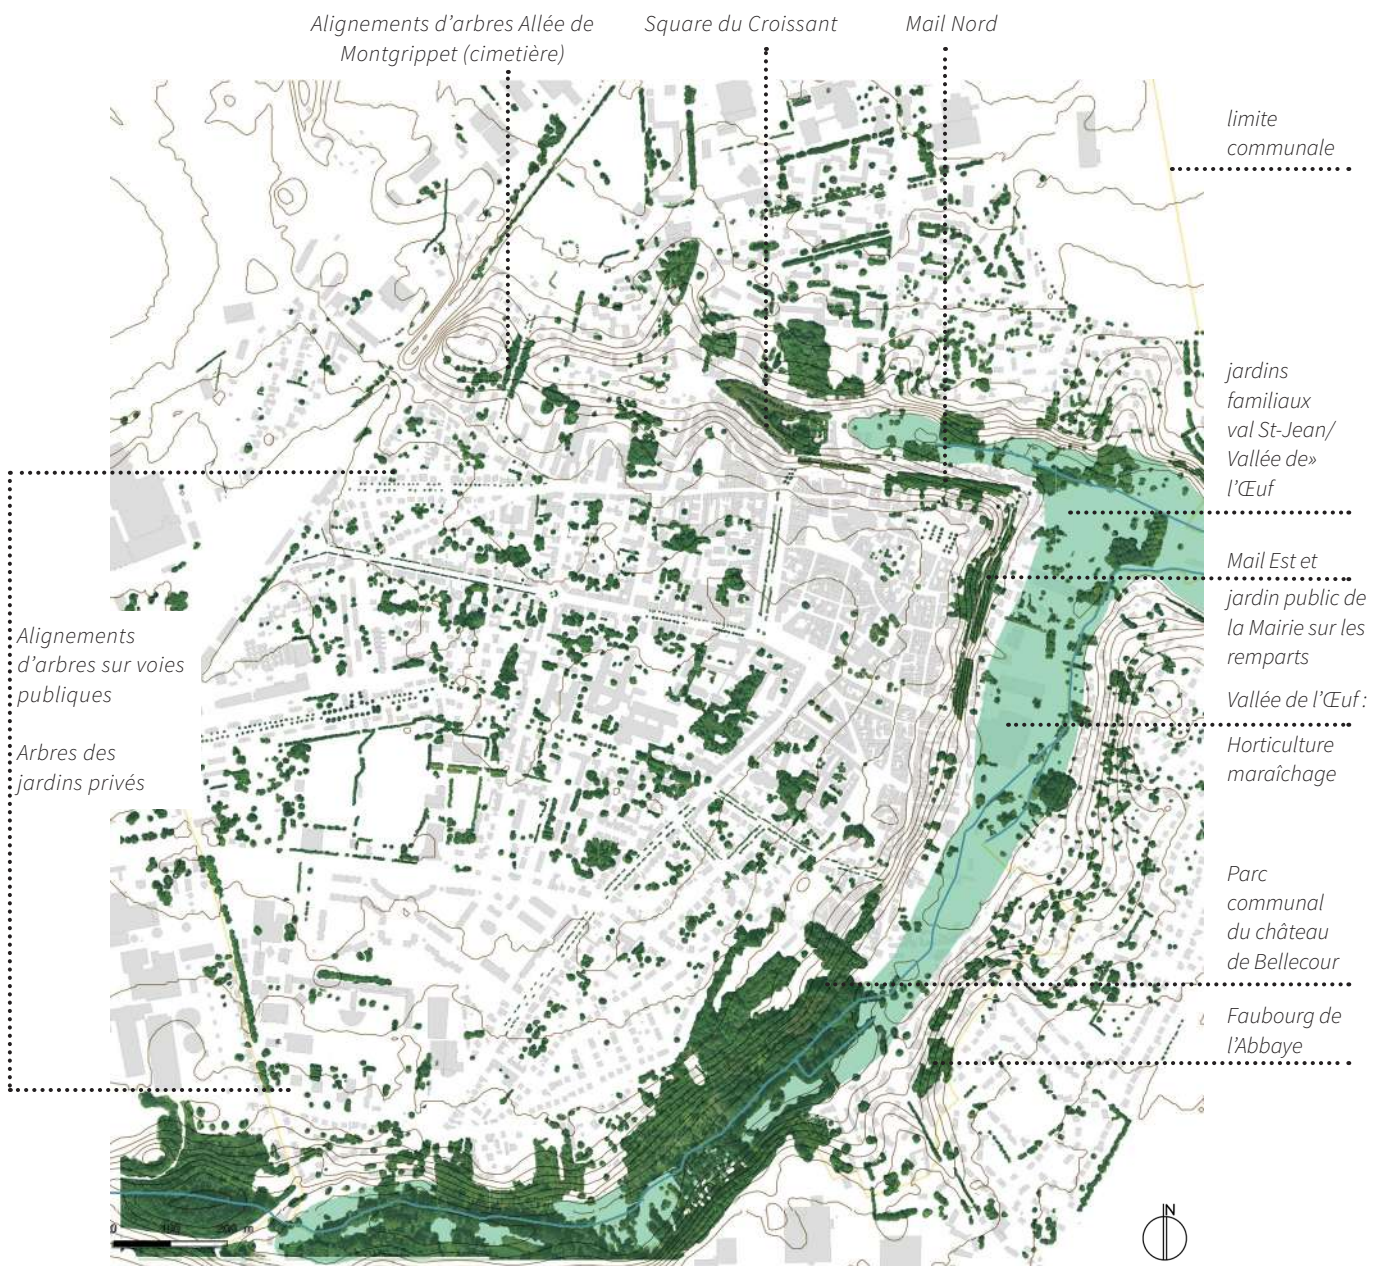 Alignements d’arbres Allée de
Montgrippet (cimetière)
Square du Croissant
Mail Nord
limite
communale
jardins
familiaux
val St-Jean/
Vallée de»
l’Œuf
Mail Est et
jardin public de
la Mairie sur les
remparts
Vallée de l’Œuf :
Horticulture
maraîchage
Parc
communal
du château
de Bellecour
Faubourg de
l’Abbaye
Alignements
d’arbres sur voies
publiques
Arbres des
jardins privés
0 100 200 m
N